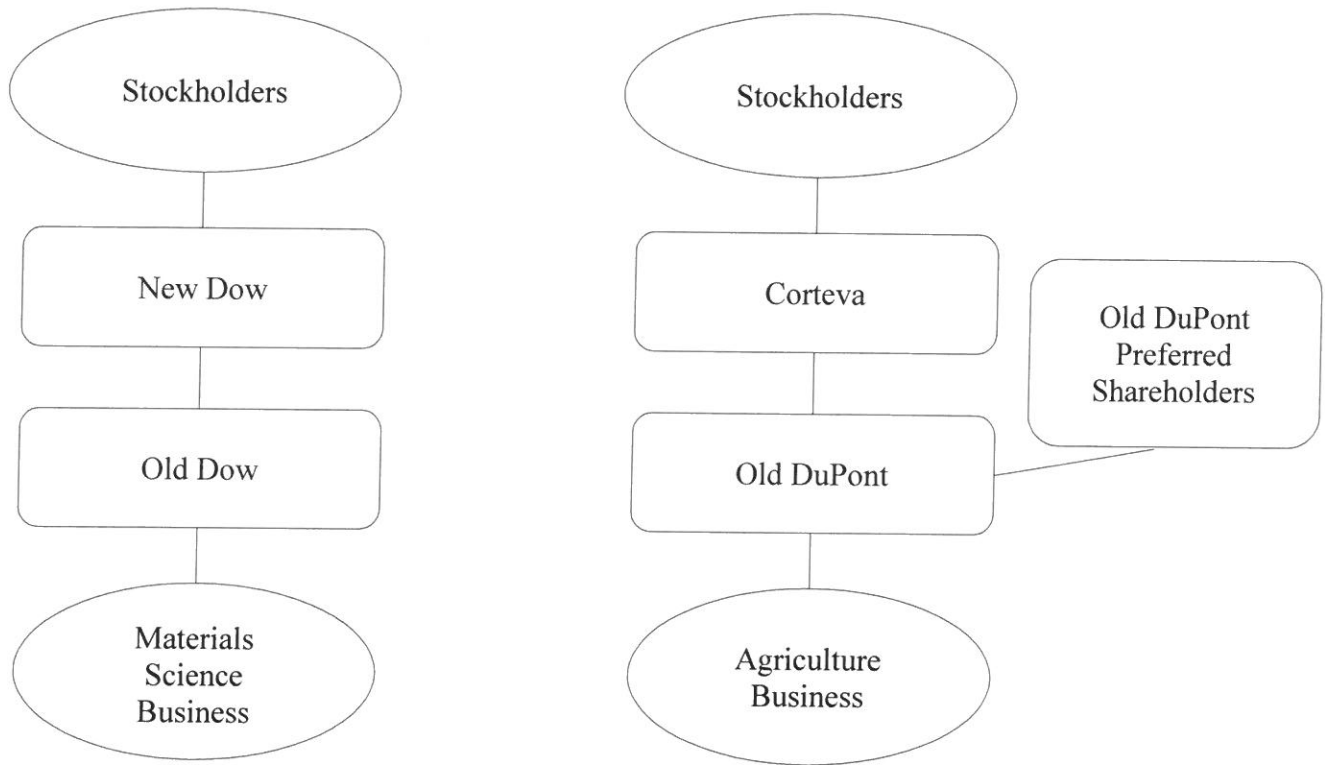 Stockholders
New Dow
Old Dow
Materials
Science
Business
Stockholders
Corteva
Old DuPont
Agriculture
Business
Old DuPont
Preferred
Shareholders